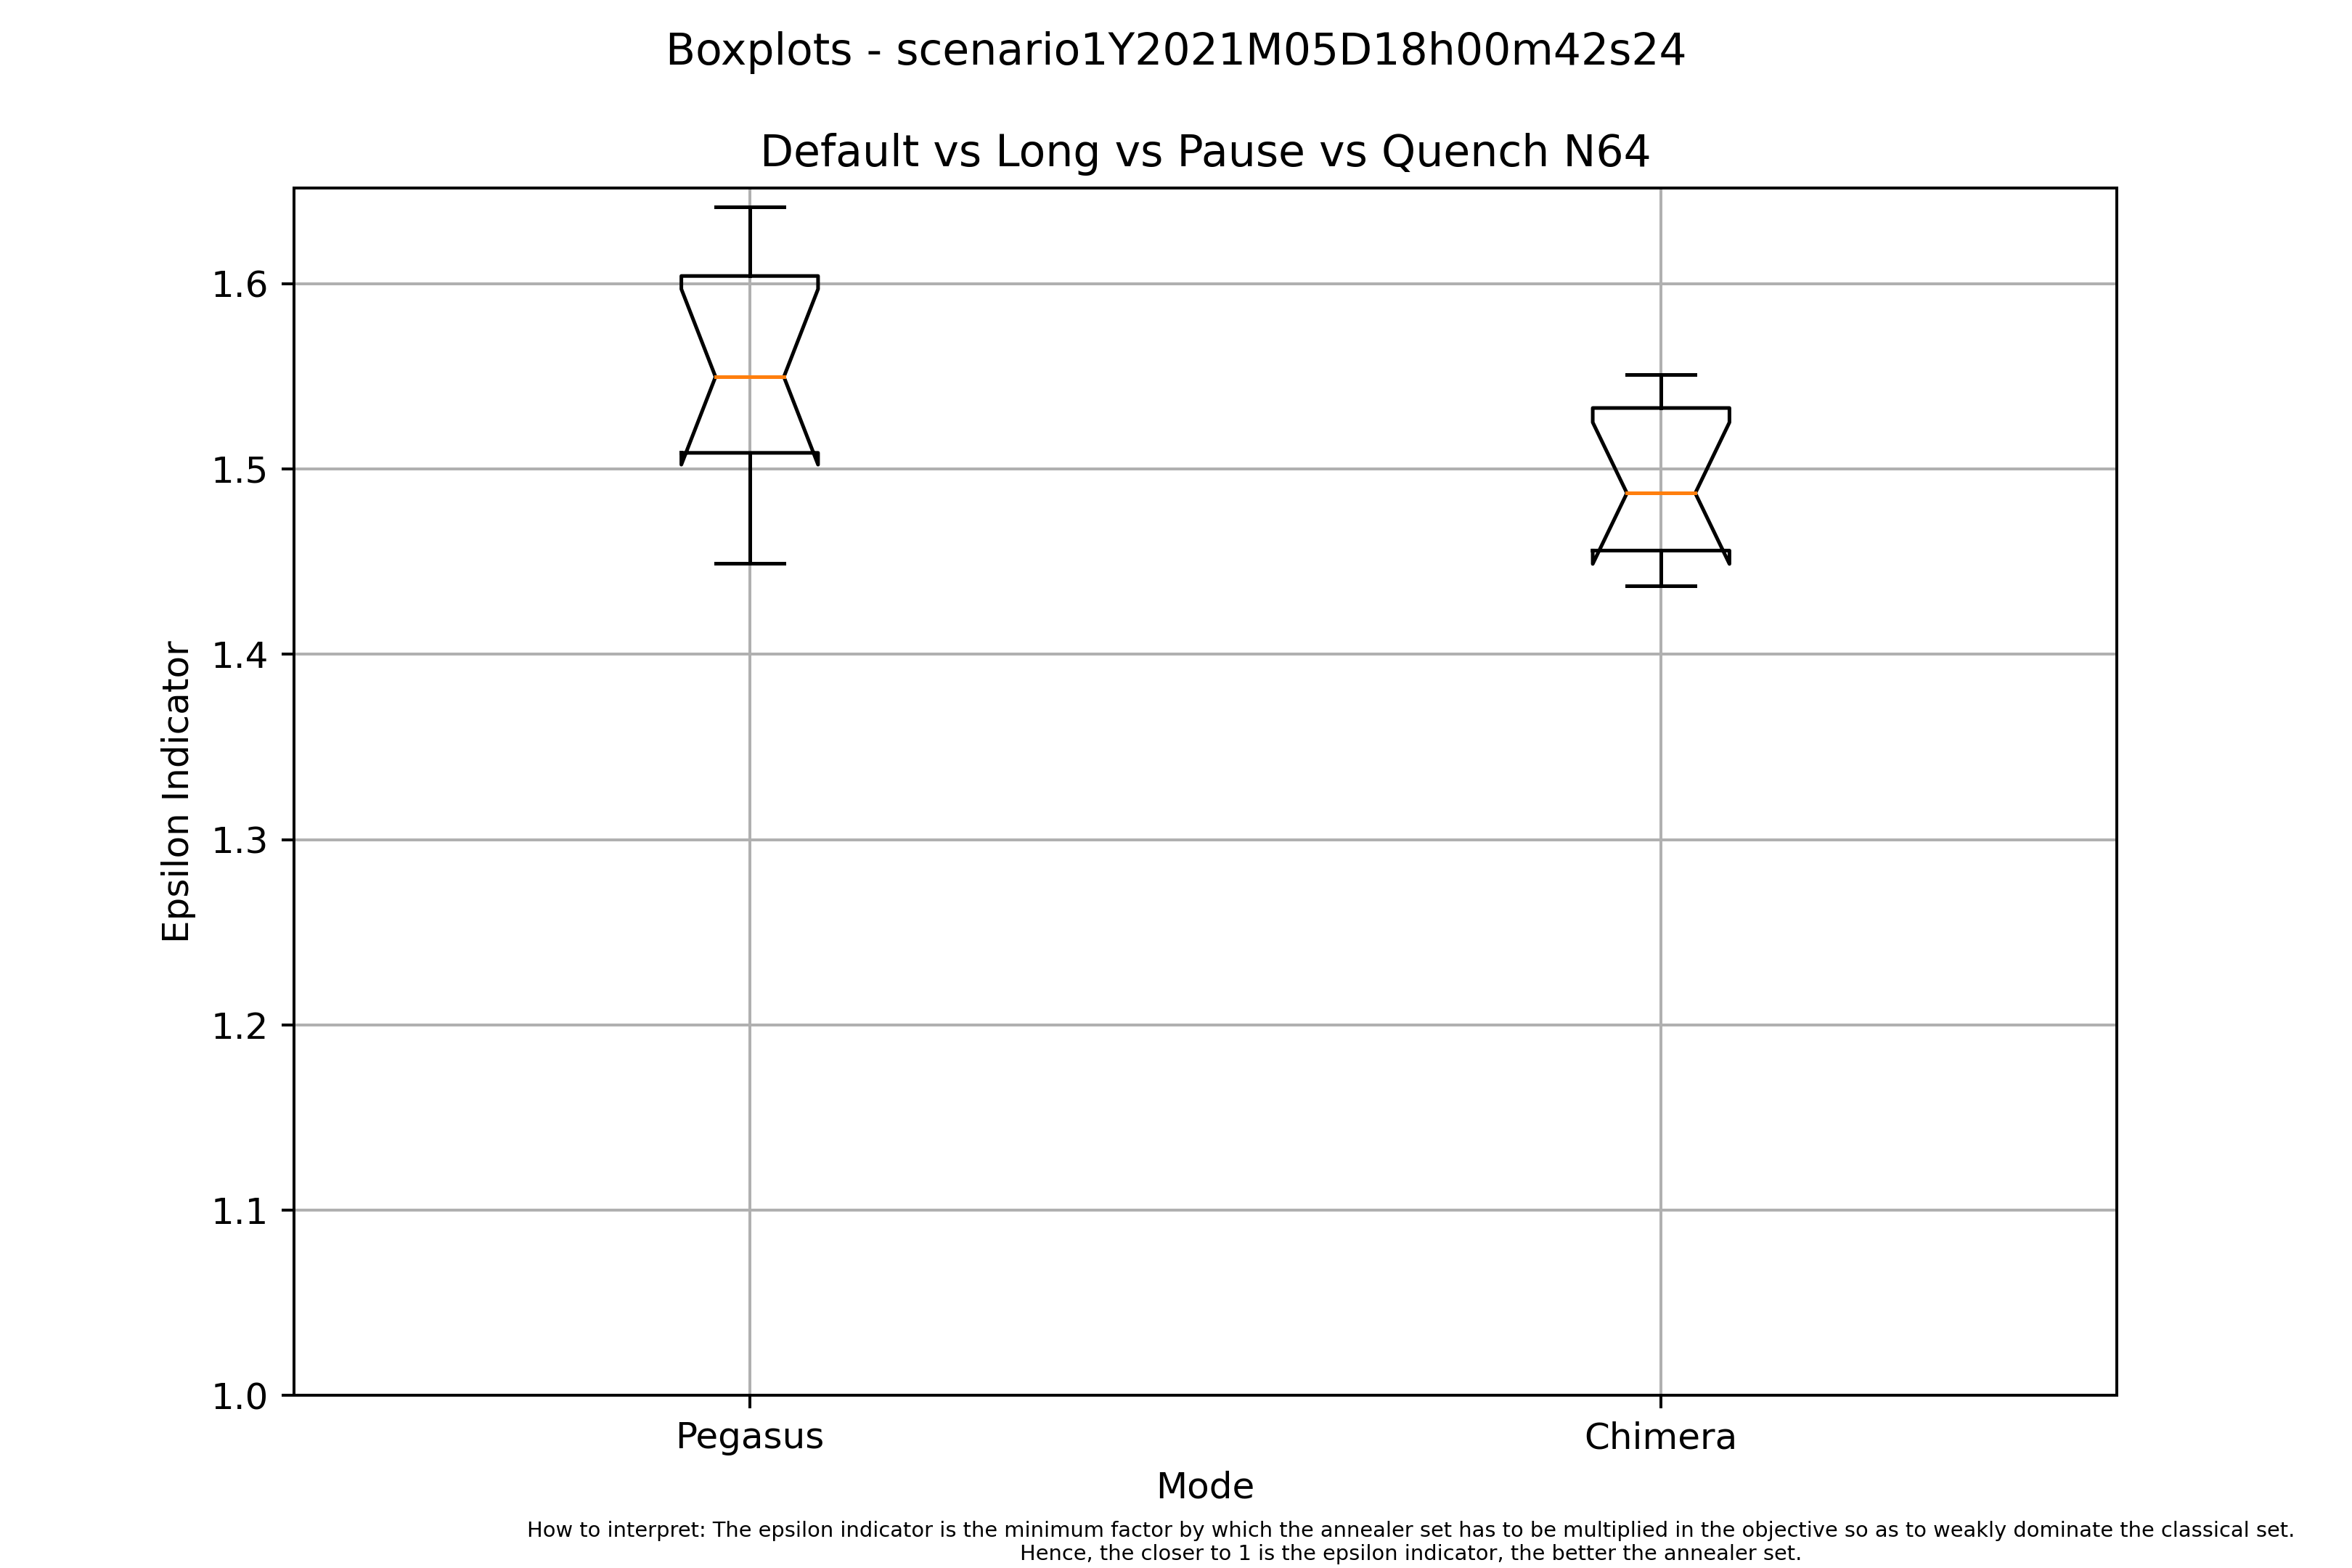 Boxplots - scenario1Y2021M05D18h00m42s24
Default vs Long vs Pause vs Quench N64
1.6
1.5
1.4
1.3
1.2
1.1
1.0
Epsilon Indicator
Pegasus
Chimera
Mode
How to interpret: The epsilon indicator is the minimum factor by which the annealer set has to be multiplied in the objective so as to weakly dominate the classical set.
Hence, the closer to 1 is the epsilon indicator, the better the annealer set.